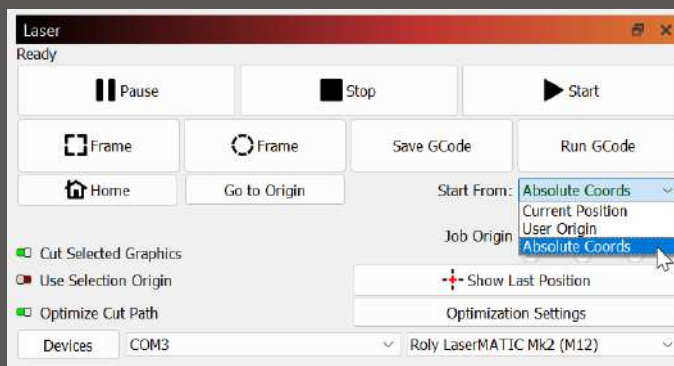 Laser
Ready
Pause Stop Start
Frame Frame Save GCode Run GCode
Home Go to Origin Start From: Absolute Coords
Current Position
User Origin
Job Origin Absolute Coords
Cut Selected Graphics
Use Selection Origin Show Last Position
Optimize Cut Path Optimization Settings
Devices COM3 Roly LaserMATIC Mk2 (M12)